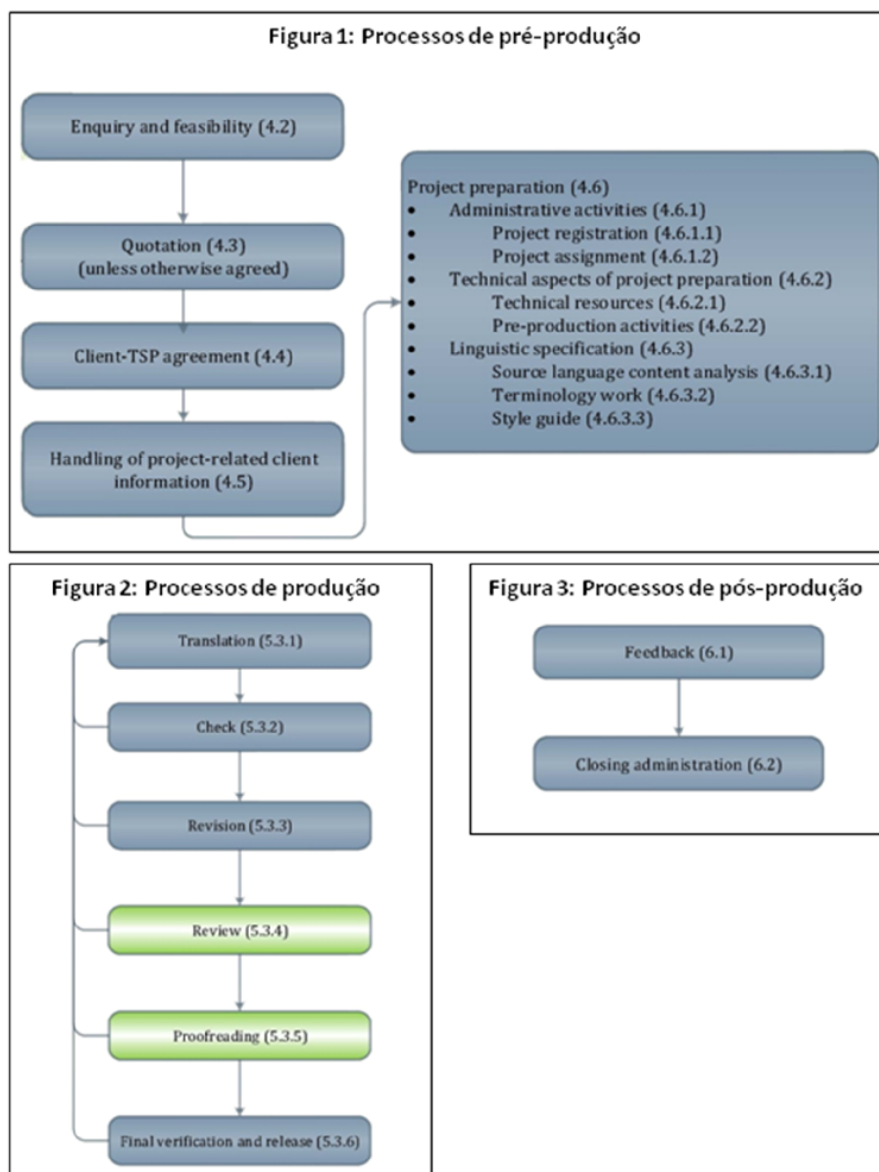 Figura 1: Processos de pré-produção
Enquiry and feasibility (4.2)
Quotation (4.3)
(unless otherwise agreed)
Client-TSP agreement (4.4)
Handling of project-related client
information (4.5)
Project preparation (4.6)
• Administrative activities (4.6.1)
• Project registration (4.6.1.1)
• Project assignment (4.6.1.2)
• Technical aspects of project preparation (4.6.2)
• Technical resources (4.6.2.1)
• Pre-production activities (4.6.2.2)
• Linguistic specification (4.6.3)
• Source language content analysis (4.6.3.1)
• Terminology work (4.6.3.2)
• Style guide (4.6.3.3)
Figura 2: Processos de produção
Translation (5.3.1)
Check (5.3.2)
Revision (5.3.3)
Review (5.3.4)
Proofreading (5.3.5)
Final verification and release (5.3.6)
Figura 3: Processos de pós-produção
Feedback (6.1)
Closing administration (6.2)